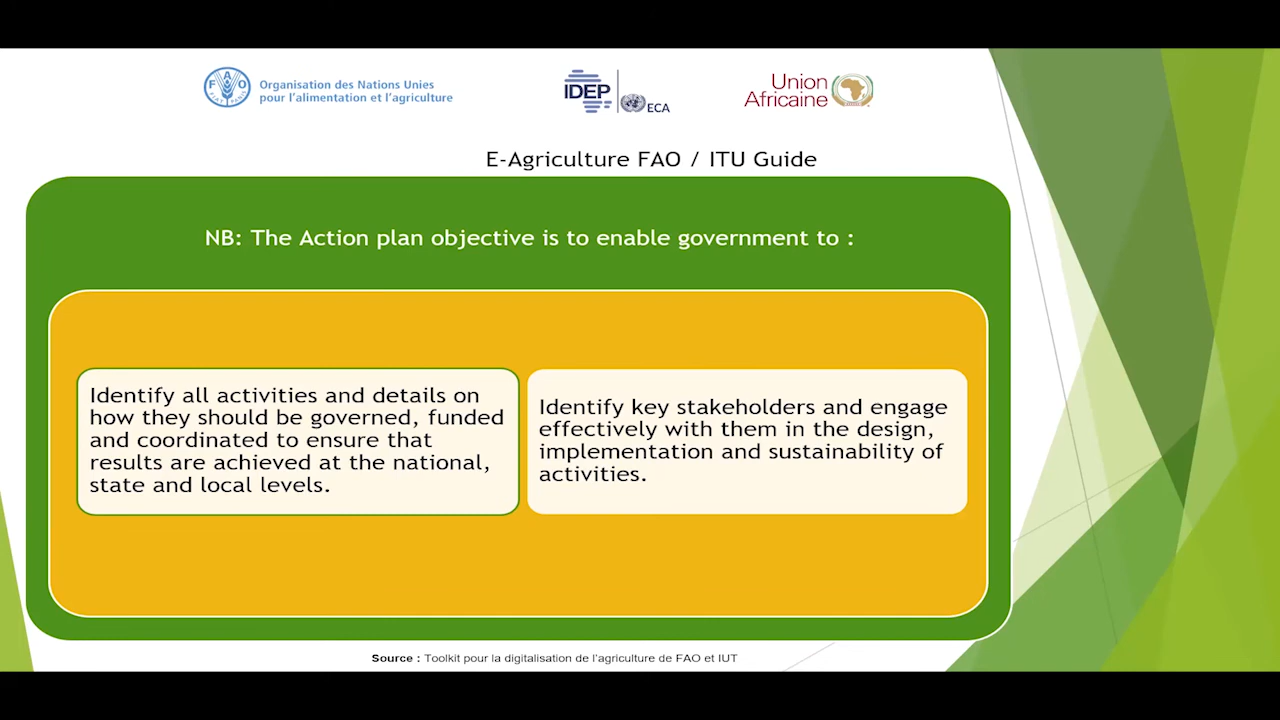 FAO
FIAT PANIS
Organisation des Nations Unies
pour l'alimentation et l'agriculture
IDEP
ECA
Union
Africaine
E-Agriculture FAO / ITU Guide
NB: The Action plan objective is to enable government to :
Identify all activities and details on
how they should be governed, funded
and coordinated to ensure that
results are achieved at the national,
state and local levels.
Identify key stakeholders and engage
effectively with them in the design,
implementation and sustainability of
activities.
Source : Toolkit pour la digitalisation de l'agriculture de FAO et IUT